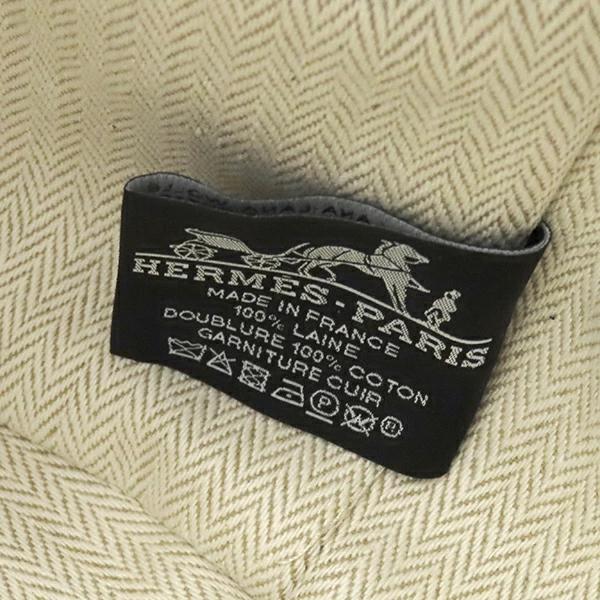 HERMES-PARIS
MADE IN FRANCE
100% LAINE
DOUBLURE 100% COTON
GARNITURE CUIR
P